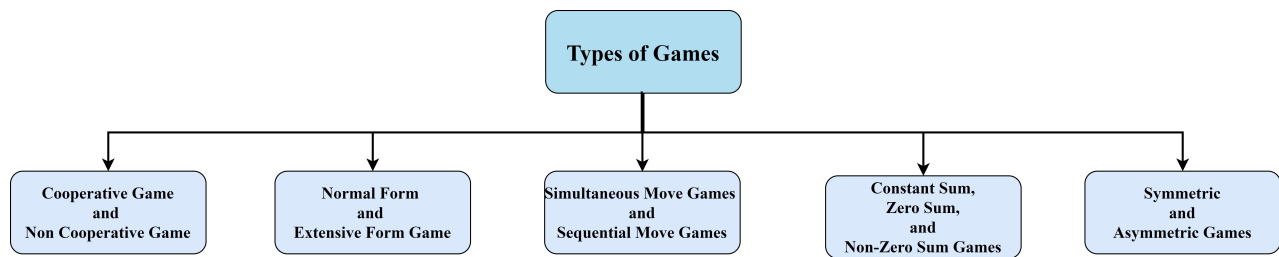 Types of Games
Cooperative Game
and
Non Cooperative Game
Normal Form
and
Extensive Form Game
Simultaneous Move Games
and
Sequential Move Games
Constant Sum,
Zero Sum,
and
Non-Zero Sum Games
Symmetric
and
Asymmetric Games